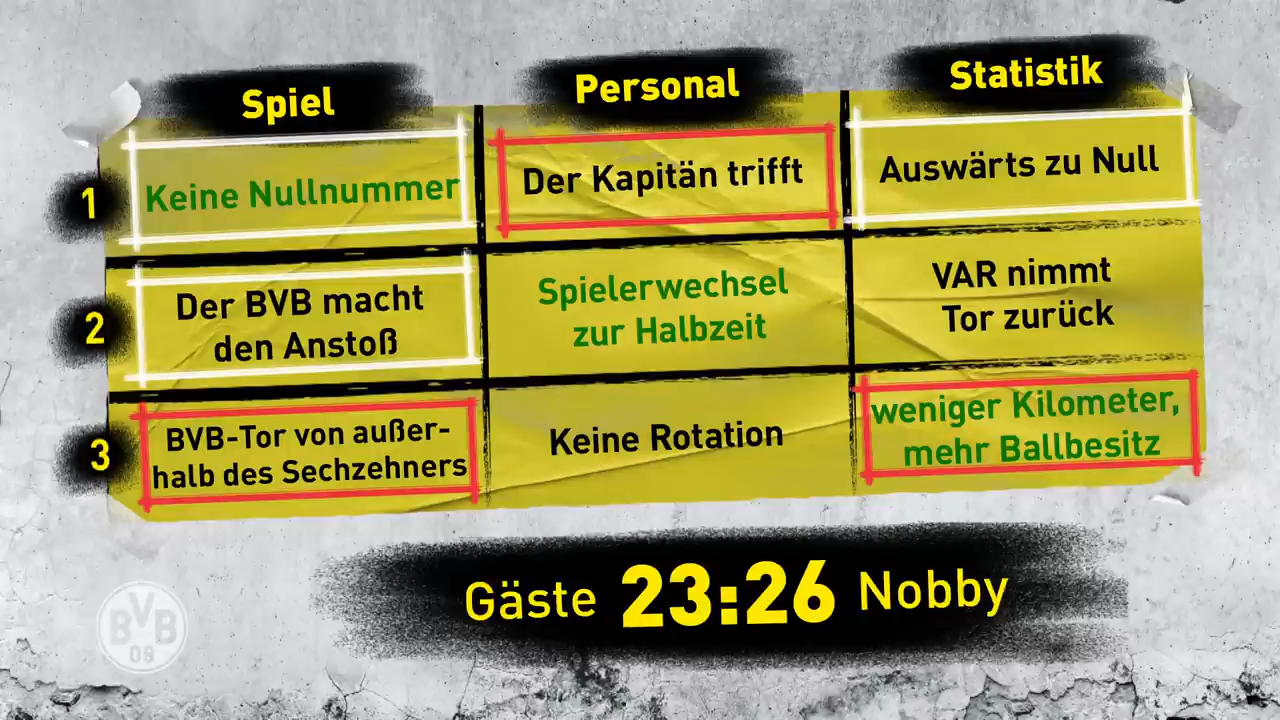 Spiel
Personal
Statistik
1
Keine Nullnummer
Der Kapitän trifft
Auswärts zu Null
2
Der BVB macht
den Anstoß
Spielerwechsel
zur Halbzeit
VAR nimmt
Tor zurück
3
BVB-Tor von außer-
halb des Sechzehners
Keine Rotation
weniger Kilometer,
mehr Ballbesitz
Gäste 23:26 Nobby
BVB
09